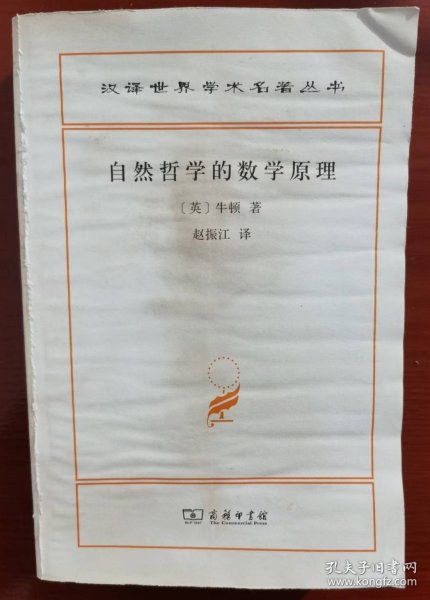 汉译世界学术名著丛书
自然哲学的数学原理
〔英〕牛顿 著
赵振江 译
商务印书馆
The Commercial Press
孔夫子旧书网
kongfz.com